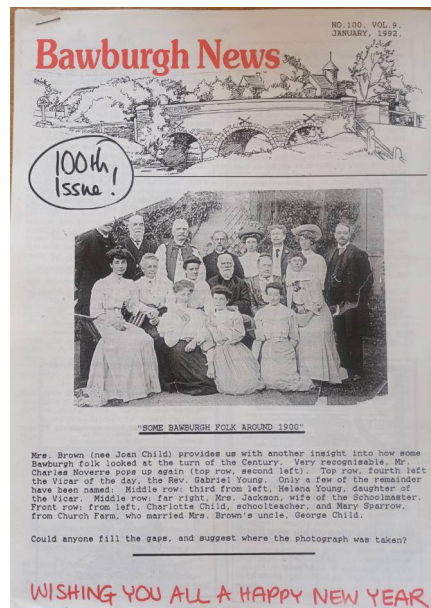 NO.100. VOL.9.
JANUARY, 1992.
Bawburgh News
100th
Issue!
"SOME BAWBURGH FOLK AROUND 1900"
Mrs. Brown (nee Joan Child) provides us with another insight into how some
Bawburgh folk looked at the turn of the Century. Very recognisable, Mr.
Charles Noverre pops up again (top row, second left). Top row, fourth left
the Vicar of the day, the Rev. Gabriel Young. Only a few of the remainder
have been named: Middle row: third from left, Helena Young, daughter of
the Vicar. Middle row: far right, Mrs. Jackson, wife of the Schoolmaster.
Front row: from left, Charlotte Child, schoolteacher, and Mary Sparrow,
from Church Farm, who married Mrs. Brown's uncle, George Child.
Could anyone fill the gaps, and suggest where the photograph was taken?
WISHING YOU ALL A HAPPY NEW YEAR